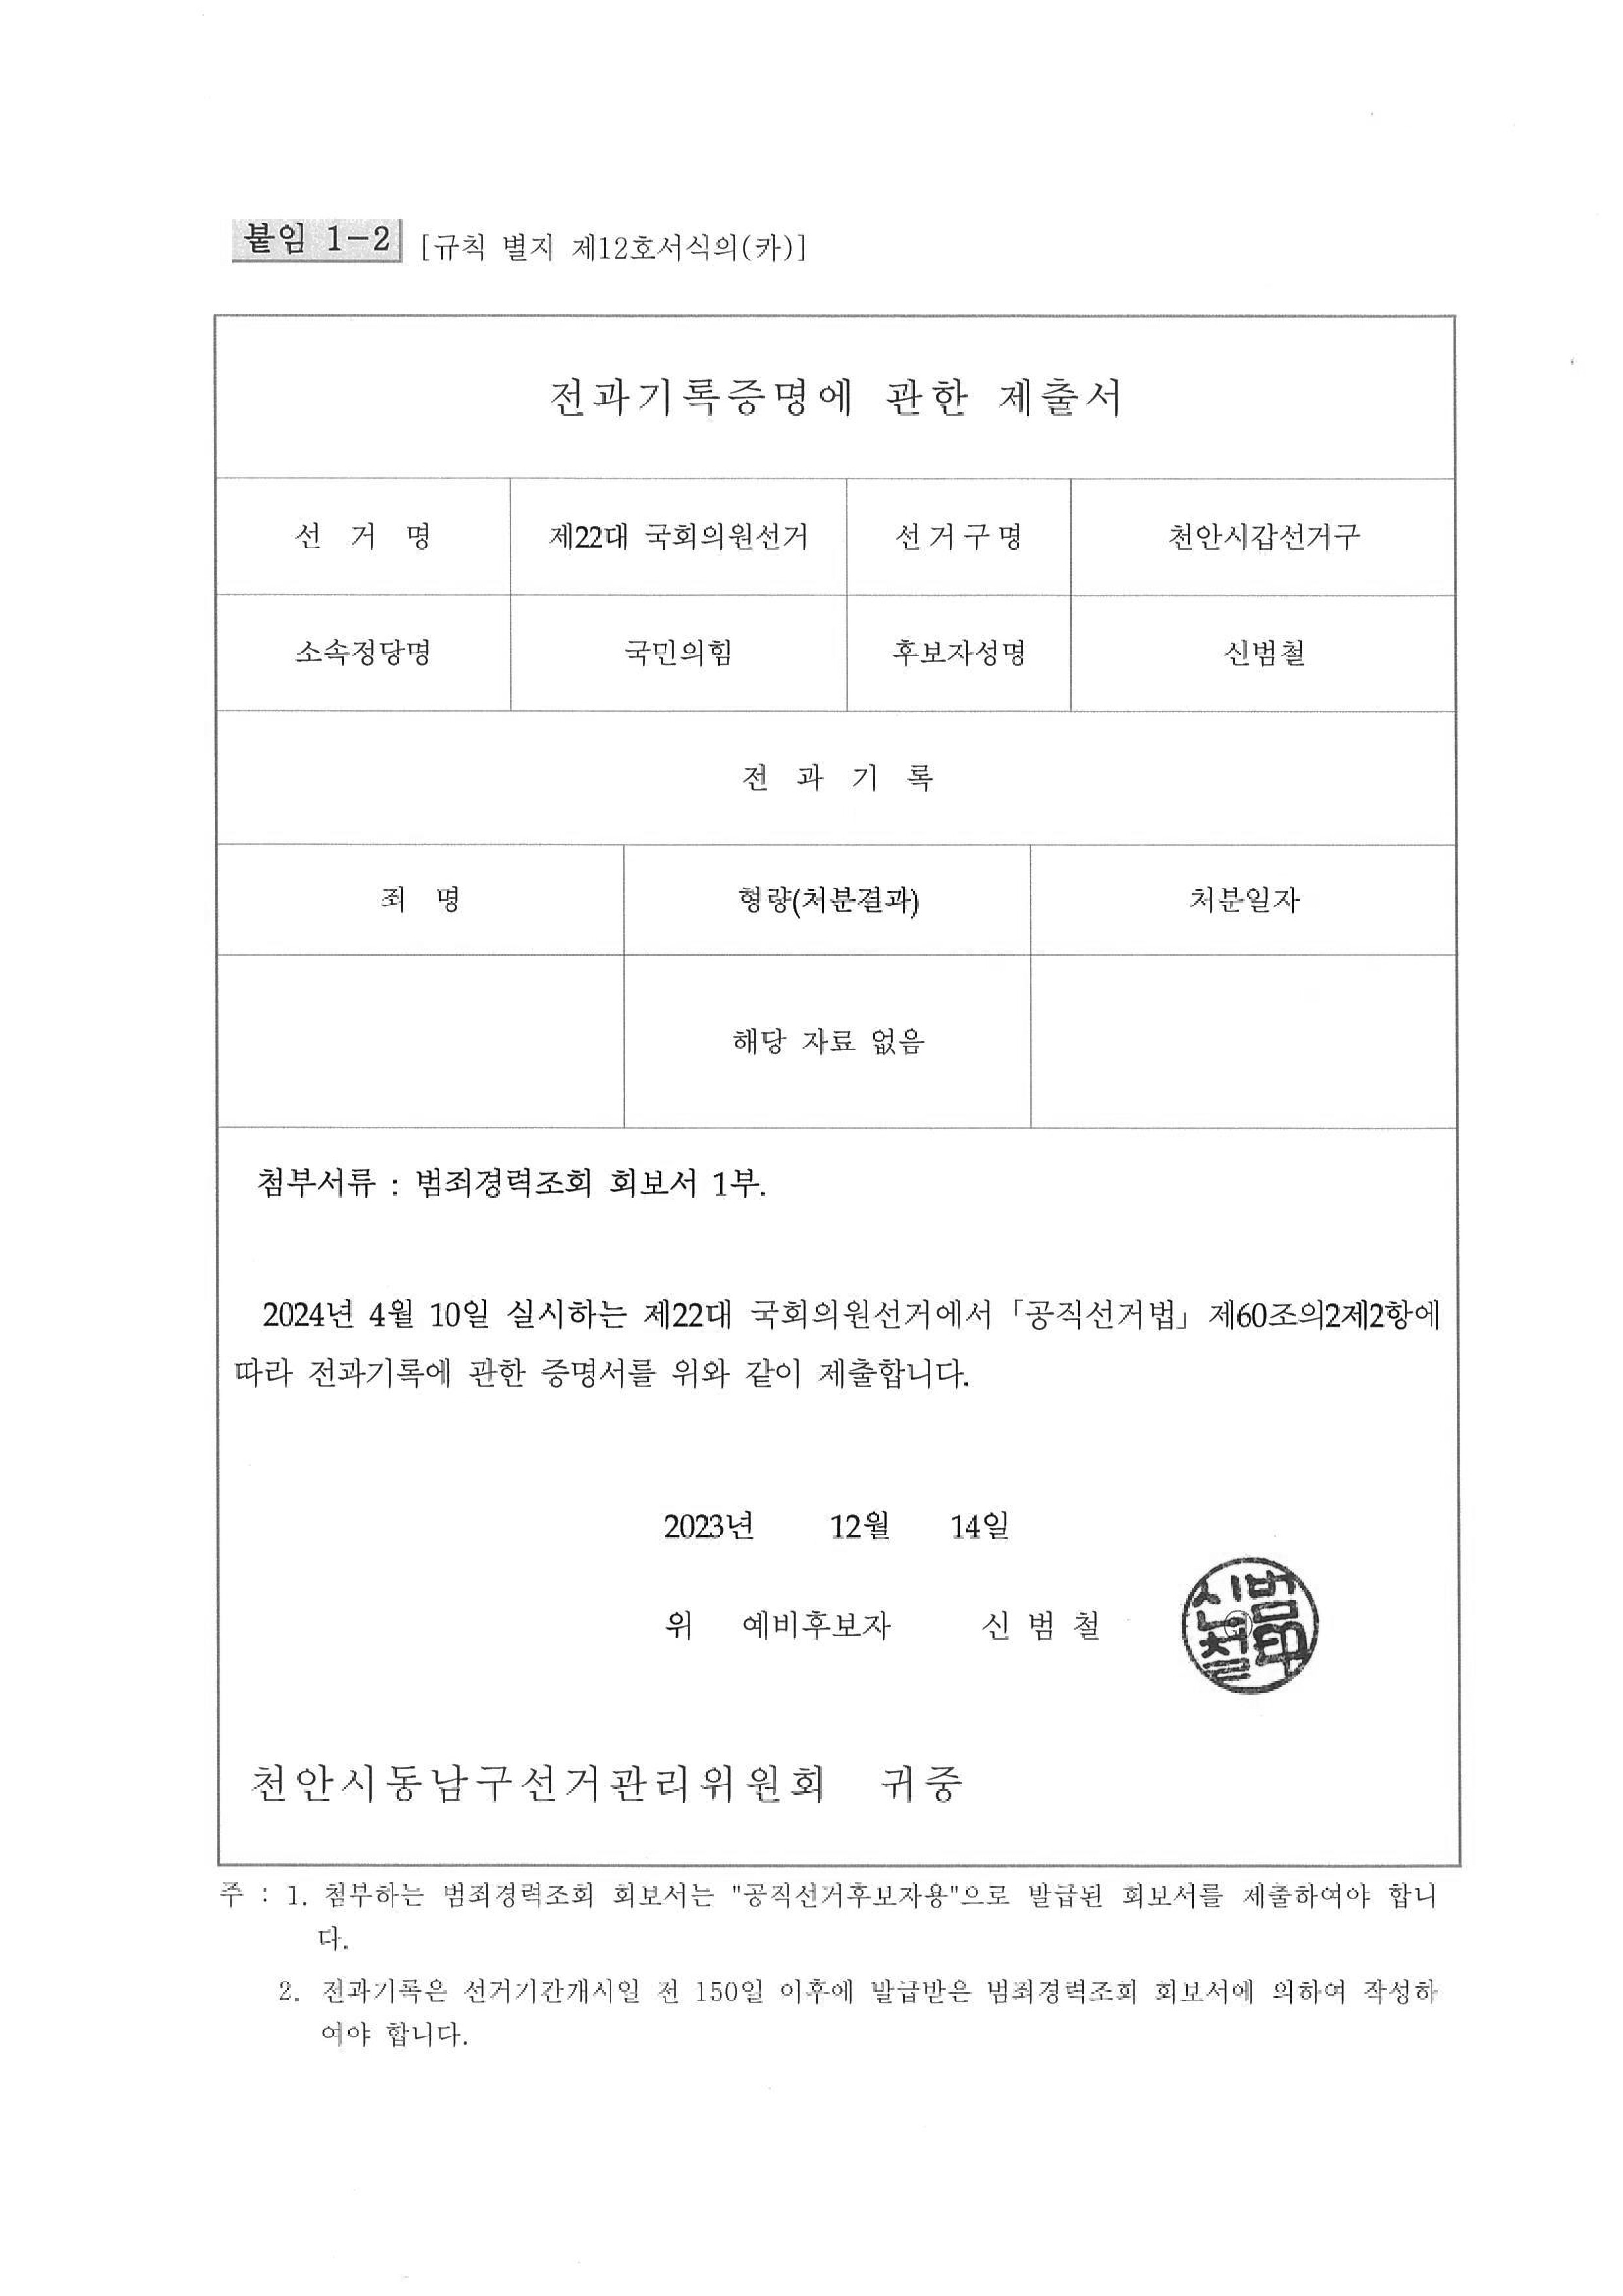 붙임 1-2 [규칙 별지 제12호서식의(카)]
전과기록증명에 관한 제출서
선 거 명 제22대 국회의원선거 선거구명 천안시갑선거구
소속정당명 국민의힘 후보자성명 신범철
전 과 기 록
죄 명 형량(처분결과) 처분일자
해당 자료 없음
첨부서류 : 범죄경력조회 회보서 1부.
2024년 4월 10일 실시하는 제22대 국회의원선거에서 「공직선거법」 제60조의2제2항에
따라 전과기록에 관한 증명서를 위와 같이 제출합니다.
2023년 12월 14일
위 예비후보자 신 범 철
신범철印
천안시동남구선거관리위원회 귀중
주 : 1. 첨부하는 범죄경력조회 회보서는 "공직선거후보자용"으로 발급된 회보서를 제출하여야 합니
다.
2. 전과기록은 선거기간개시일 전 150일 이후에 발급받은 범죄경력조회 회보서에 의하여 작성하
여야 합니다.